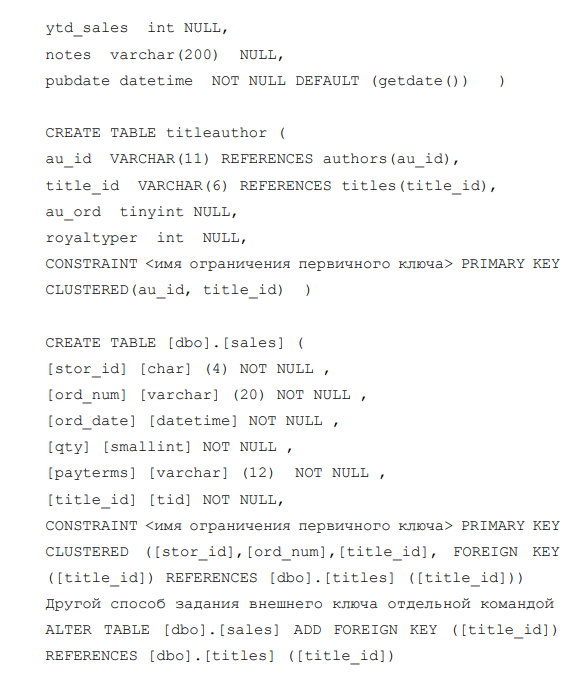 ytd_sales  int NULL,
notes  varchar(200)  NULL,
pubdate datetime  NOT NULL DEFAULT (getdate())   )
CREATE TABLE titleauthor (
au_id  VARCHAR(11) REFERENCES authors(au_id),
title_id  VARCHAR(6) REFERENCES titles(title_id),
au_ord  tinyint NULL,
royaltyper  int  NULL,
CONSTRAINT <имя ограничения первичного ключа> PRIMARY KEY
CLUSTERED(au_id, title_id)  )
CREATE TABLE [dbo].[sales] (
[stor_id] [char] (4) NOT NULL ,
[ord_num] [varchar] (20) NOT NULL ,
[ord_date] [datetime] NOT NULL ,
[qty] [smallint] NOT NULL ,
[payterms] [varchar] (12)  NOT NULL ,
[title_id] [tid] NOT NULL,
CONSTRAINT <имя ограничения первичного ключа> PRIMARY KEY
CLUSTERED ([stor_id],[ord_num],[title_id], FOREIGN KEY
([title_id]) REFERENCES [dbo].[titles] ([title_id]))
Другой способ задания внешнего ключа отдельной командой
ALTER TABLE [dbo].[sales] ADD FOREIGN KEY ([title_id])
REFERENCES [dbo].[titles] ([title_id])